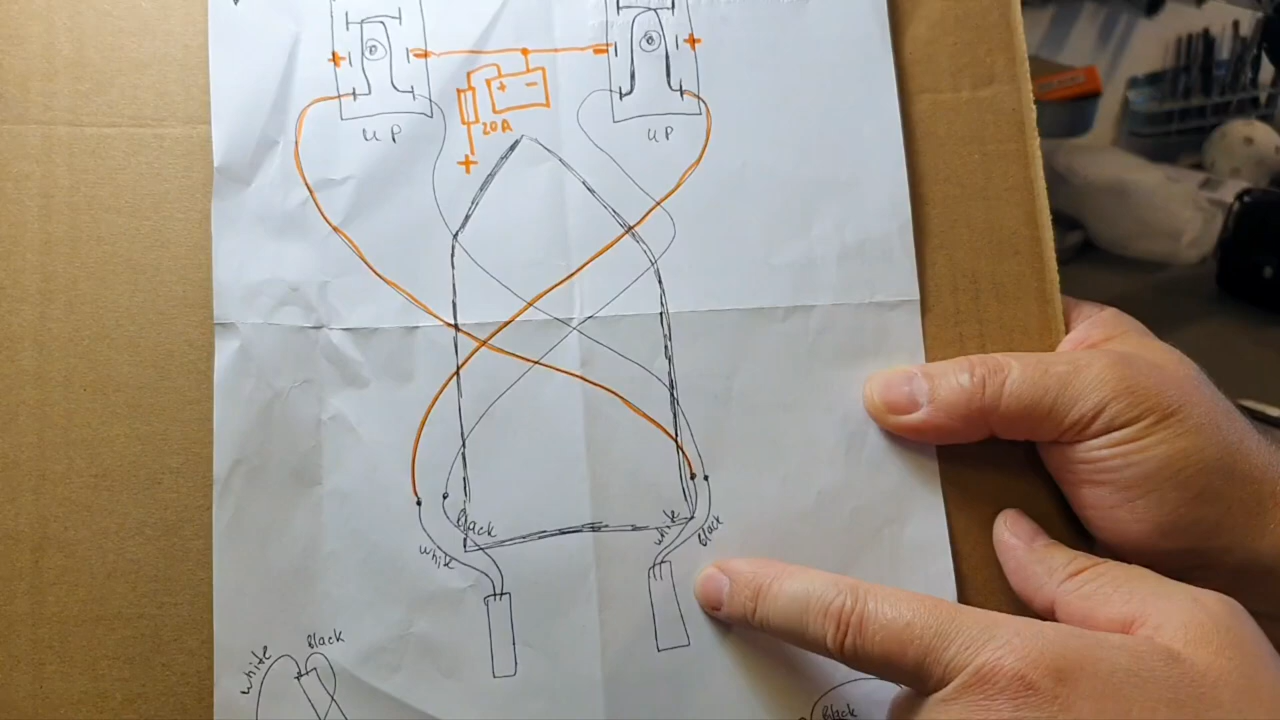 + +
+ -
20A
+
UP UP
Black white Black
white
white Black
Black